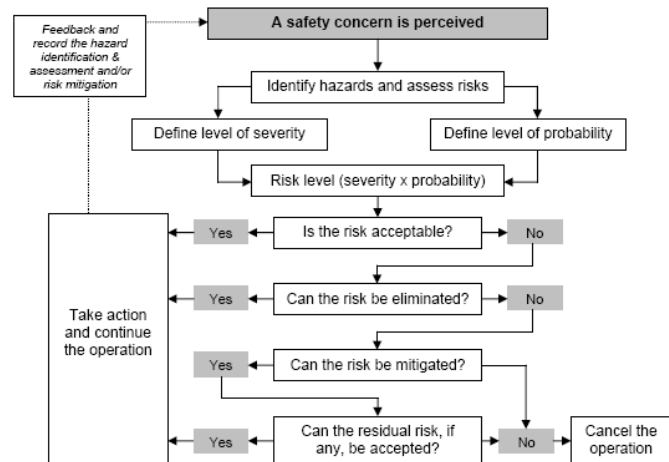 Feedback and
record the hazard
identification &
assessment and/or
risk mitigation
A safety concern is perceived
Identify hazards and assess risks
Define level of severity
Define level of probability
Risk level (severity x probability)
Yes
Is the risk acceptable?
No
Take action
and continue
the operation
Yes
Can the risk be eliminated?
No
Yes
Can the risk be mitigated?
Yes
Can the residual risk, if
any, be accepted?
No
Cancel the
operation